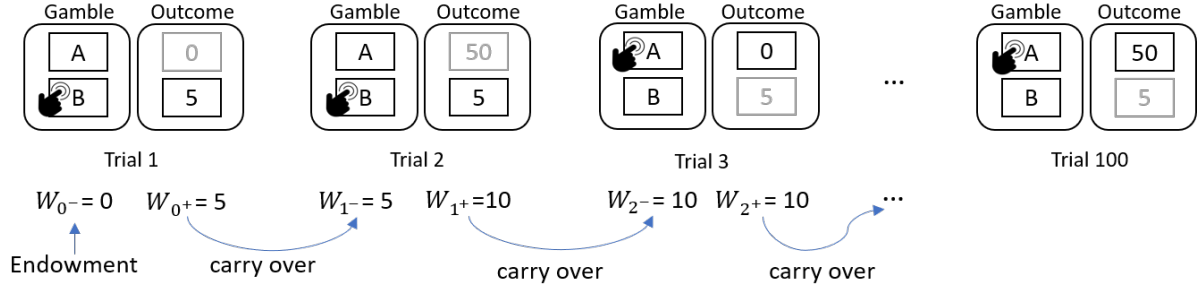 Gamble Outcome Gamble Outcome Gamble Outcome Gamble Outcome
A 0 A 50 A 0 ... A 50
B 5 B 5 B 5 B 5
Trial 1 Trial 2 Trial 3 Trial 100
W₀⁻= 0 W₀⁺= 5 W₁⁻= 5 W₁⁺=10 W₂⁻= 10 W₂⁺= 10 ...
Endowment carry over carry over carry over